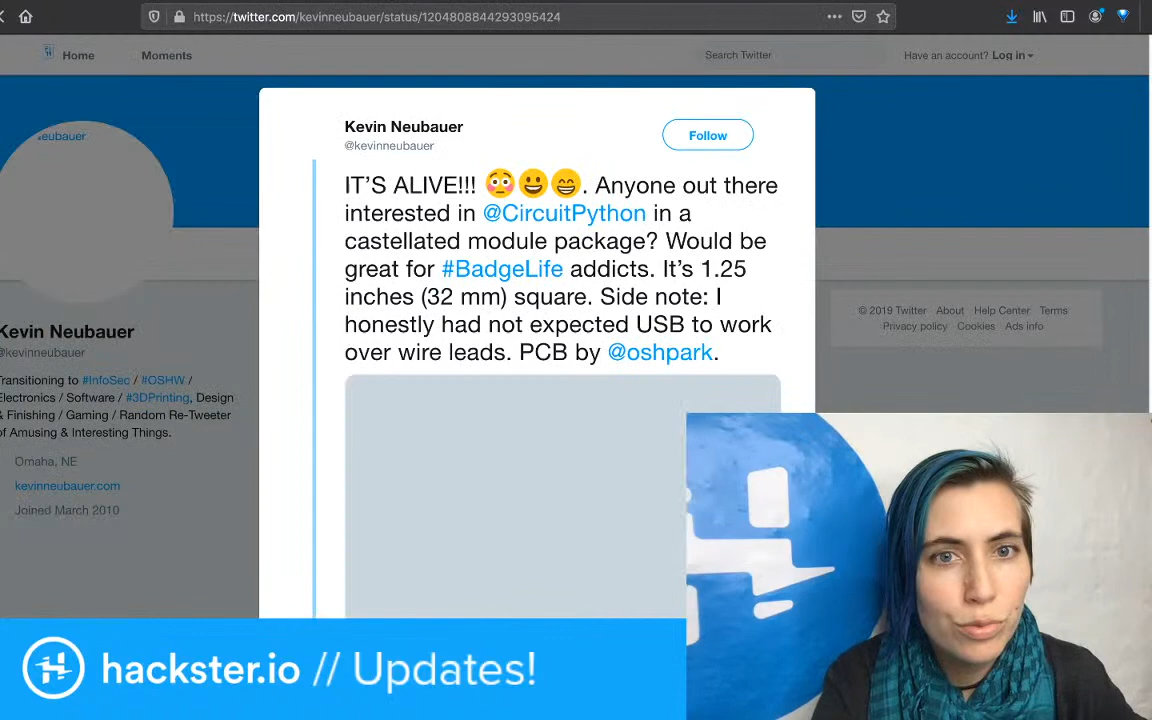 https://twitter.com/kevinneubauer/status/1204808844293095424
Home
Moments
Search Twitter
Have an account? Log in
eubauer
Kevin Neubauer
@kevinneubauer
Follow
IT'S ALIVE!!! 😳😀😁. Anyone out there
interested in @CircuitPython in a
castellated module package? Would be
great for #BadgeLife addicts. It's 1.25
inches (32 mm) square. Side note: I
honestly had not expected USB to work
over wire leads. PCB by @oshpark.
Kevin Neubauer
@kevinneubauer
Transitioning to #InfoSec / #OSHW /
Electronics / Software / #3DPrinting, Design
& Finishing / Gaming / Random Re-Tweeter
of Amusing & Interesting Things.
Omaha, NE
kevinneubauer.com
Joined March 2010
© 2019 Twitter About Help Center Terms
Privacy policy Cookies Ads info
hackster.io // Updates!